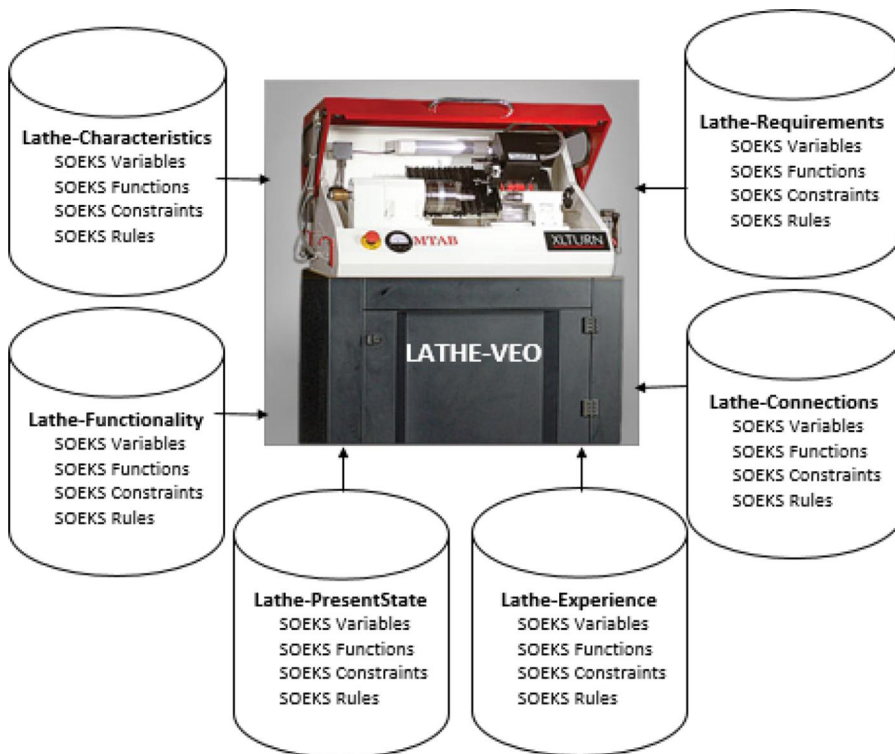 Lathe-Characteristics
SOEKS Variables
SOEKS Functions
SOEKS Constraints
SOEKS Rules
Lathe-Requirements
SOEKS Variables
SOEKS Functions
SOEKS Constraints
SOEKS Rules
MTAB
XLTURN
LATHE-VEO
Lathe-Functionality
SOEKS Variables
SOEKS Functions
SOEKS Constraints
SOEKS Rules
Lathe-Connections
SOEKS Variables
SOEKS Functions
SOEKS Constraints
SOEKS Rules
Lathe-PresentState
SOEKS Variables
SOEKS Functions
SOEKS Constraints
SOEKS Rules
Lathe-Experience
SOEKS Variables
SOEKS Functions
SOEKS Constraints
SOEKS Rules